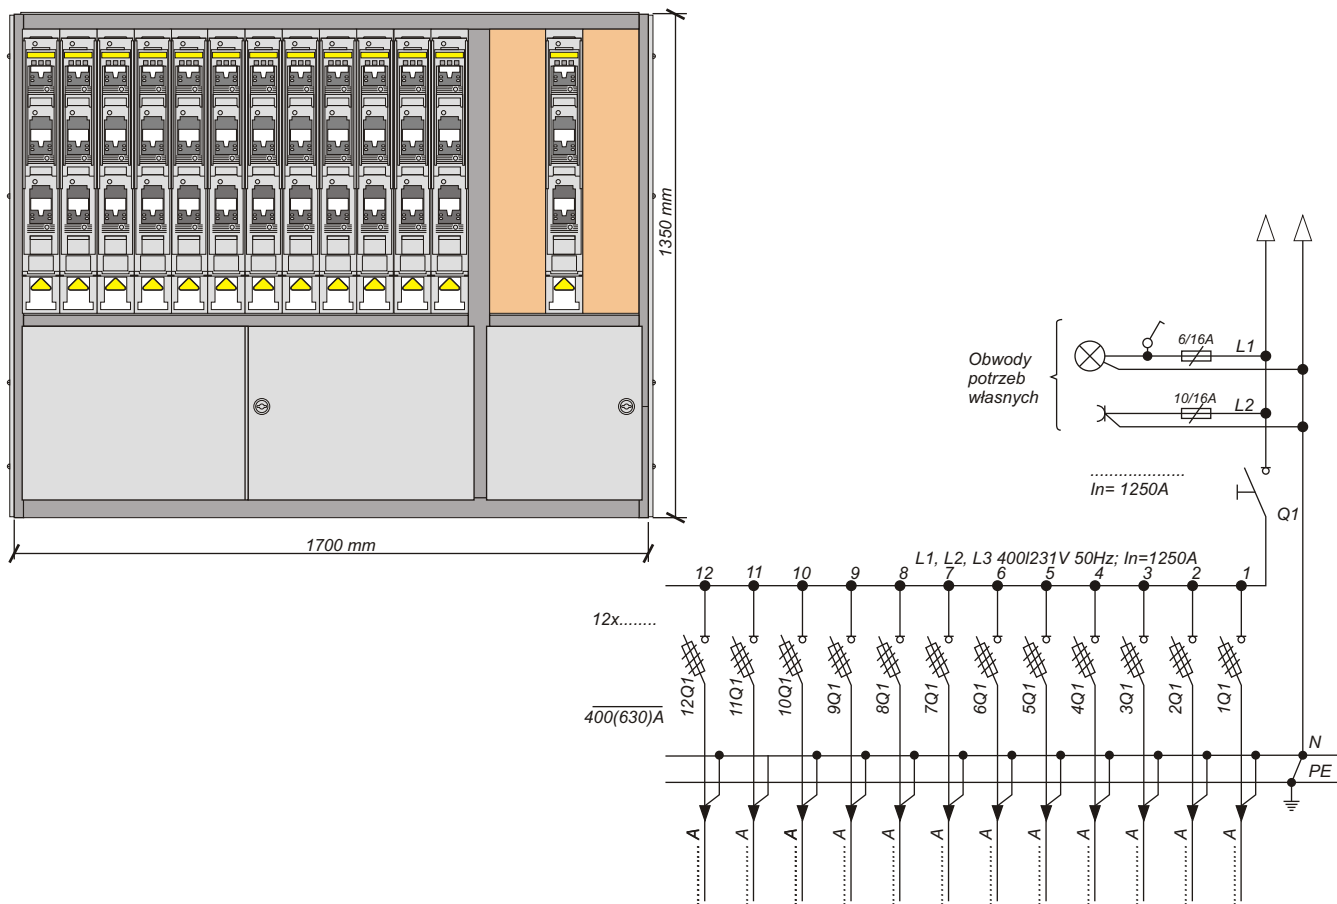 1350 mm
1700 mm
Obwody
potrzeb
własnych
6/16A
L1
10/16A
L2
....................
In= 1250A
Q1
L1, L2, L3 400I231V 50Hz; In=1250A
12 11 10 9 8 7 6 5 4 3 2 1
12x........
400(630)A
12Q1 11Q1 10Q1 9Q1 8Q1 7Q1 6Q1 5Q1 4Q1 3Q1 2Q1 1Q1
N
PE
A A A A A A A A A A A A